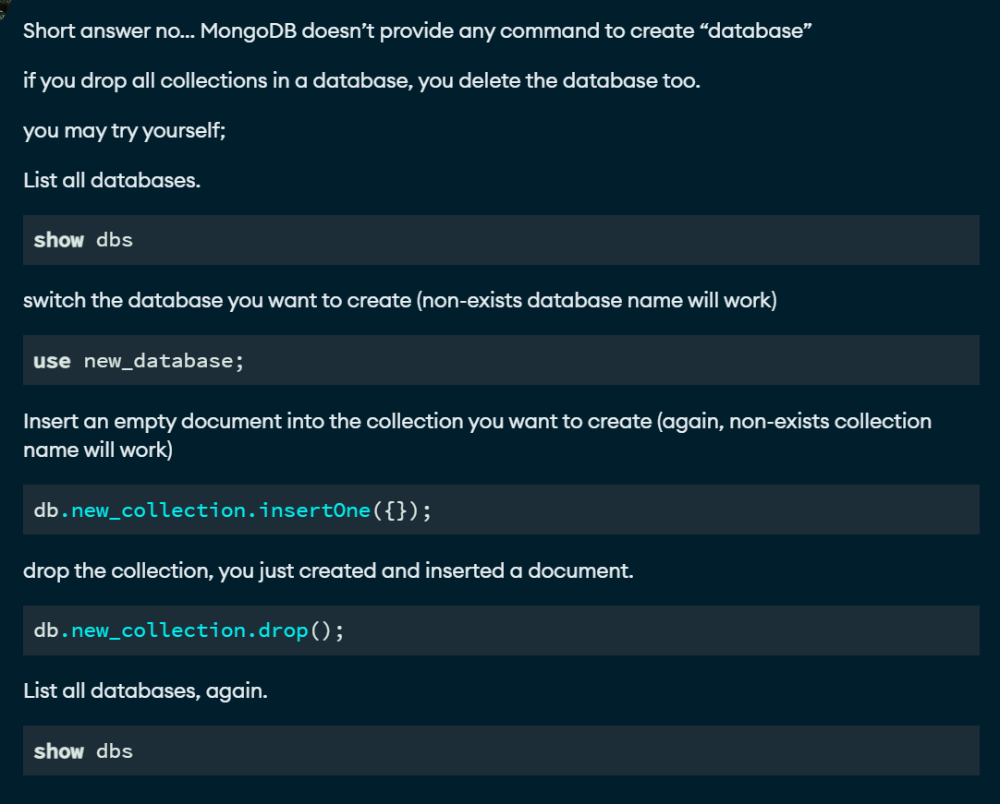 Short answer no… MongoDB doesn’t provide any command to create “database”
if you drop all collections in a database, you delete the database too.
you may try yourself;
List all databases.
show dbs
switch the database you want to create (non-exists database name will work)
use new_database;
Insert an empty document into the collection you want to create (again, non-exists collection
name will work)
db.new_collection.insertOne({});
drop the collection, you just created and inserted a document.
db.new_collection.drop();
List all databases, again.
show dbs